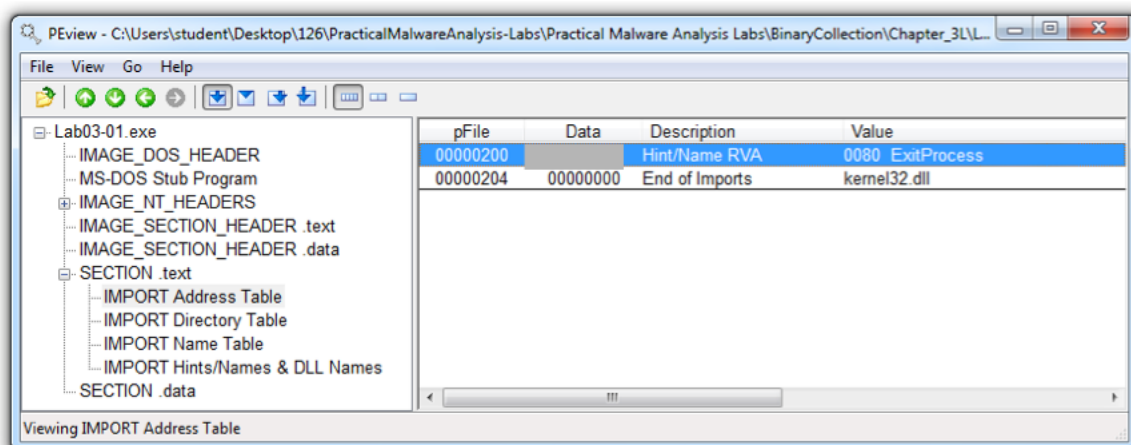 PEview - C:\Users\student\Desktop\126\PracticalMalwareAnalysis-Labs\Practical Malware Analysis Labs\BinaryCollection\Chapter_3L\L...
File View Go Help
Lab03-01.exe
IMAGE_DOS_HEADER
MS-DOS Stub Program
IMAGE_NT_HEADERS
IMAGE_SECTION_HEADER .text
IMAGE_SECTION_HEADER .data
SECTION .text
IMPORT Address Table
IMPORT Directory Table
IMPORT Name Table
IMPORT Hints/Names & DLL Names
SECTION .data
pFile Data Description Value
00000200 Hint/Name RVA 0080 ExitProcess
00000204 00000000 End of Imports kernel32.dll
Viewing IMPORT Address Table